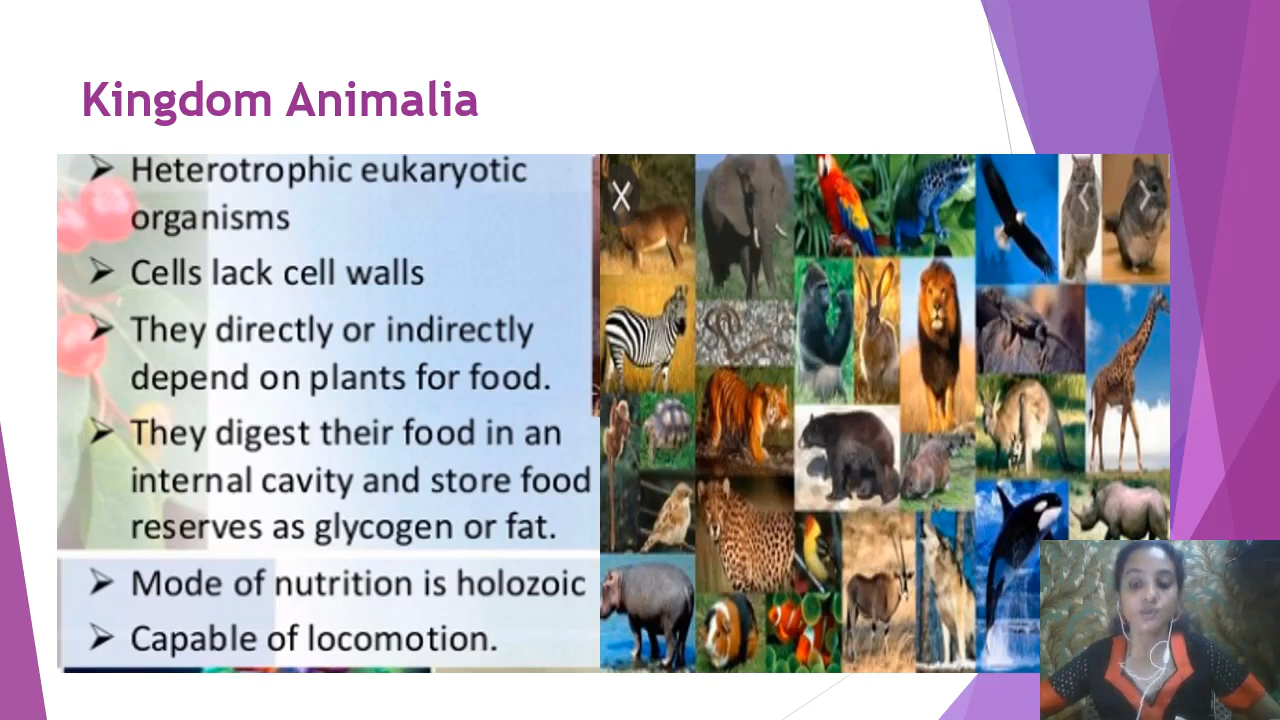 Kingdom Animalia
➢ Heterotrophic eukaryotic
organisms
➢ Cells lack cell walls
➢ They directly or indirectly
depend on plants for food.
➢ They digest their food in an
internal cavity and store food
reserves as glycogen or fat.
➢ Mode of nutrition is holozoic
➢ Capable of locomotion.